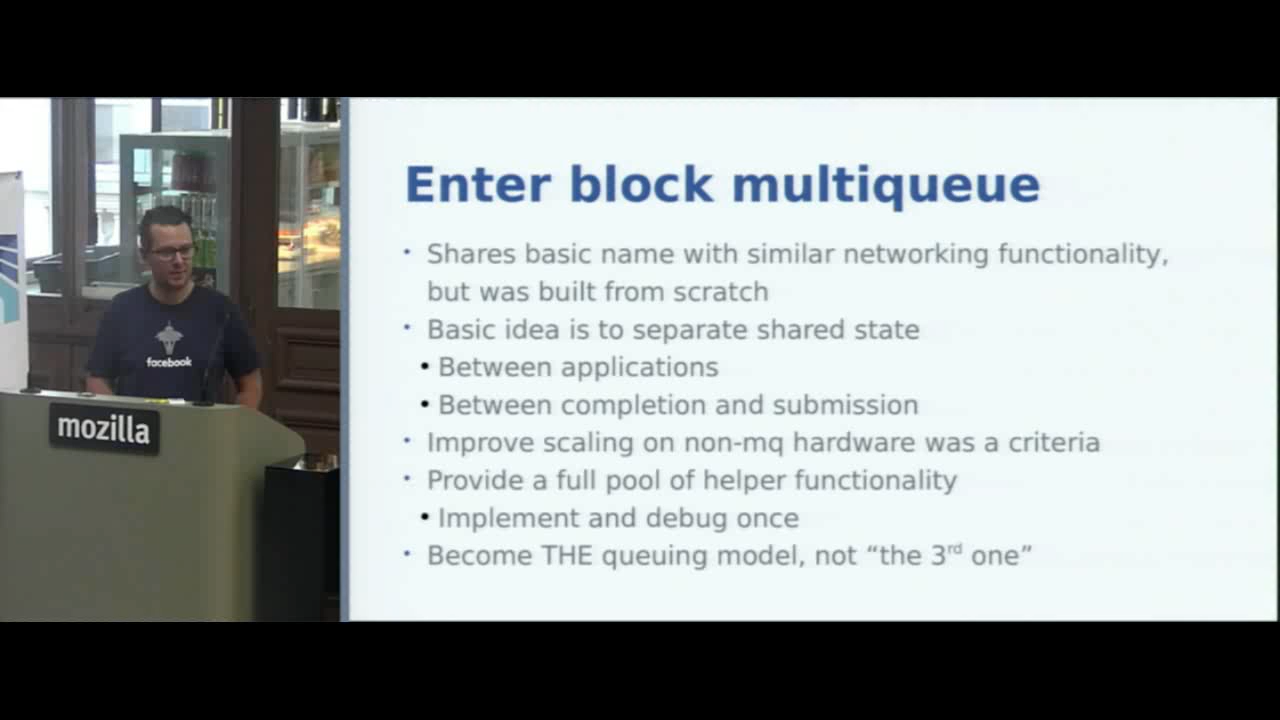 facebook
mozilla
Enter block multiqueue
Shares basic name with similar networking functionality,
but was built from scratch
Basic idea is to separate shared state
Between applications
Between completion and submission
Improve scaling on non-mq hardware was a criteria
Provide a full pool of helper functionality
Implement and debug once
Become THE queuing model, not “the 3rd one”